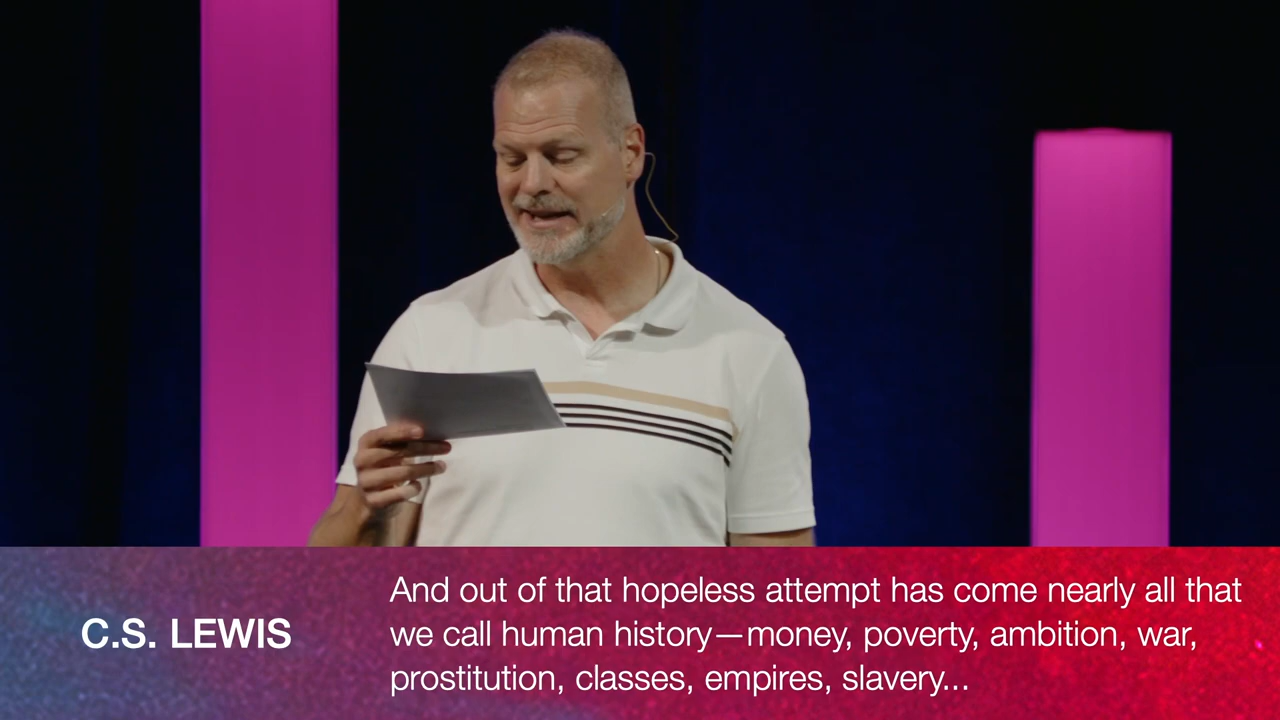 C.S. LEWIS
And out of that hopeless attempt has come nearly all that
we call human history—money, poverty, ambition, war,
prostitution, classes, empires, slavery...